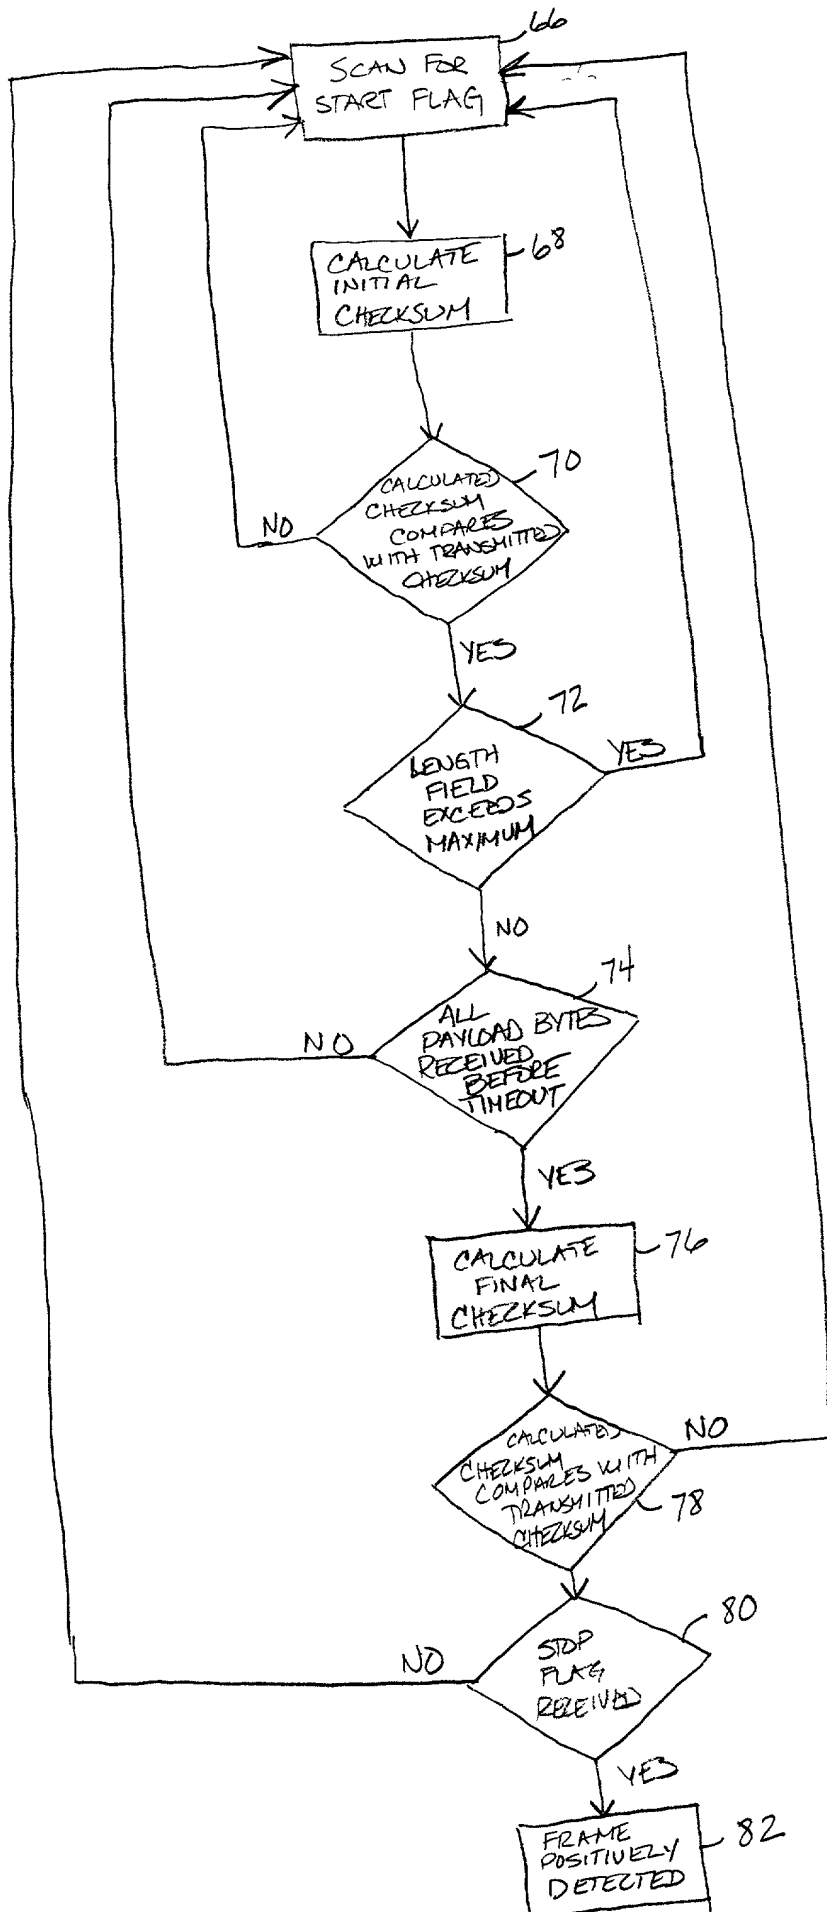 66
SCAN FOR
START FLAG
CALCULATE
INITIAL
CHECKSUM
68
CALCULATED
CHECKSUM
COMPARES
WITH TRANSMITTED
CHECKSUM
70
NO
YES
72
LENGTH
FIELD
EXCEEDS
MAXIMUM
YES
NO
74
ALL
PAYLOAD BYTES
RECEIVED
BEFORE
TIMEOUT
NO
YES
CALCULATE
FINAL
CHECKSUM
76
CALCULATED
CHECKSUM
COMPARES WITH
TRANSMITTED
CHECKSUM
NO
78
80
STOP
FLAG
RECEIVED
NO
YES
FRAME
POSITIVELY
DETECTED
82